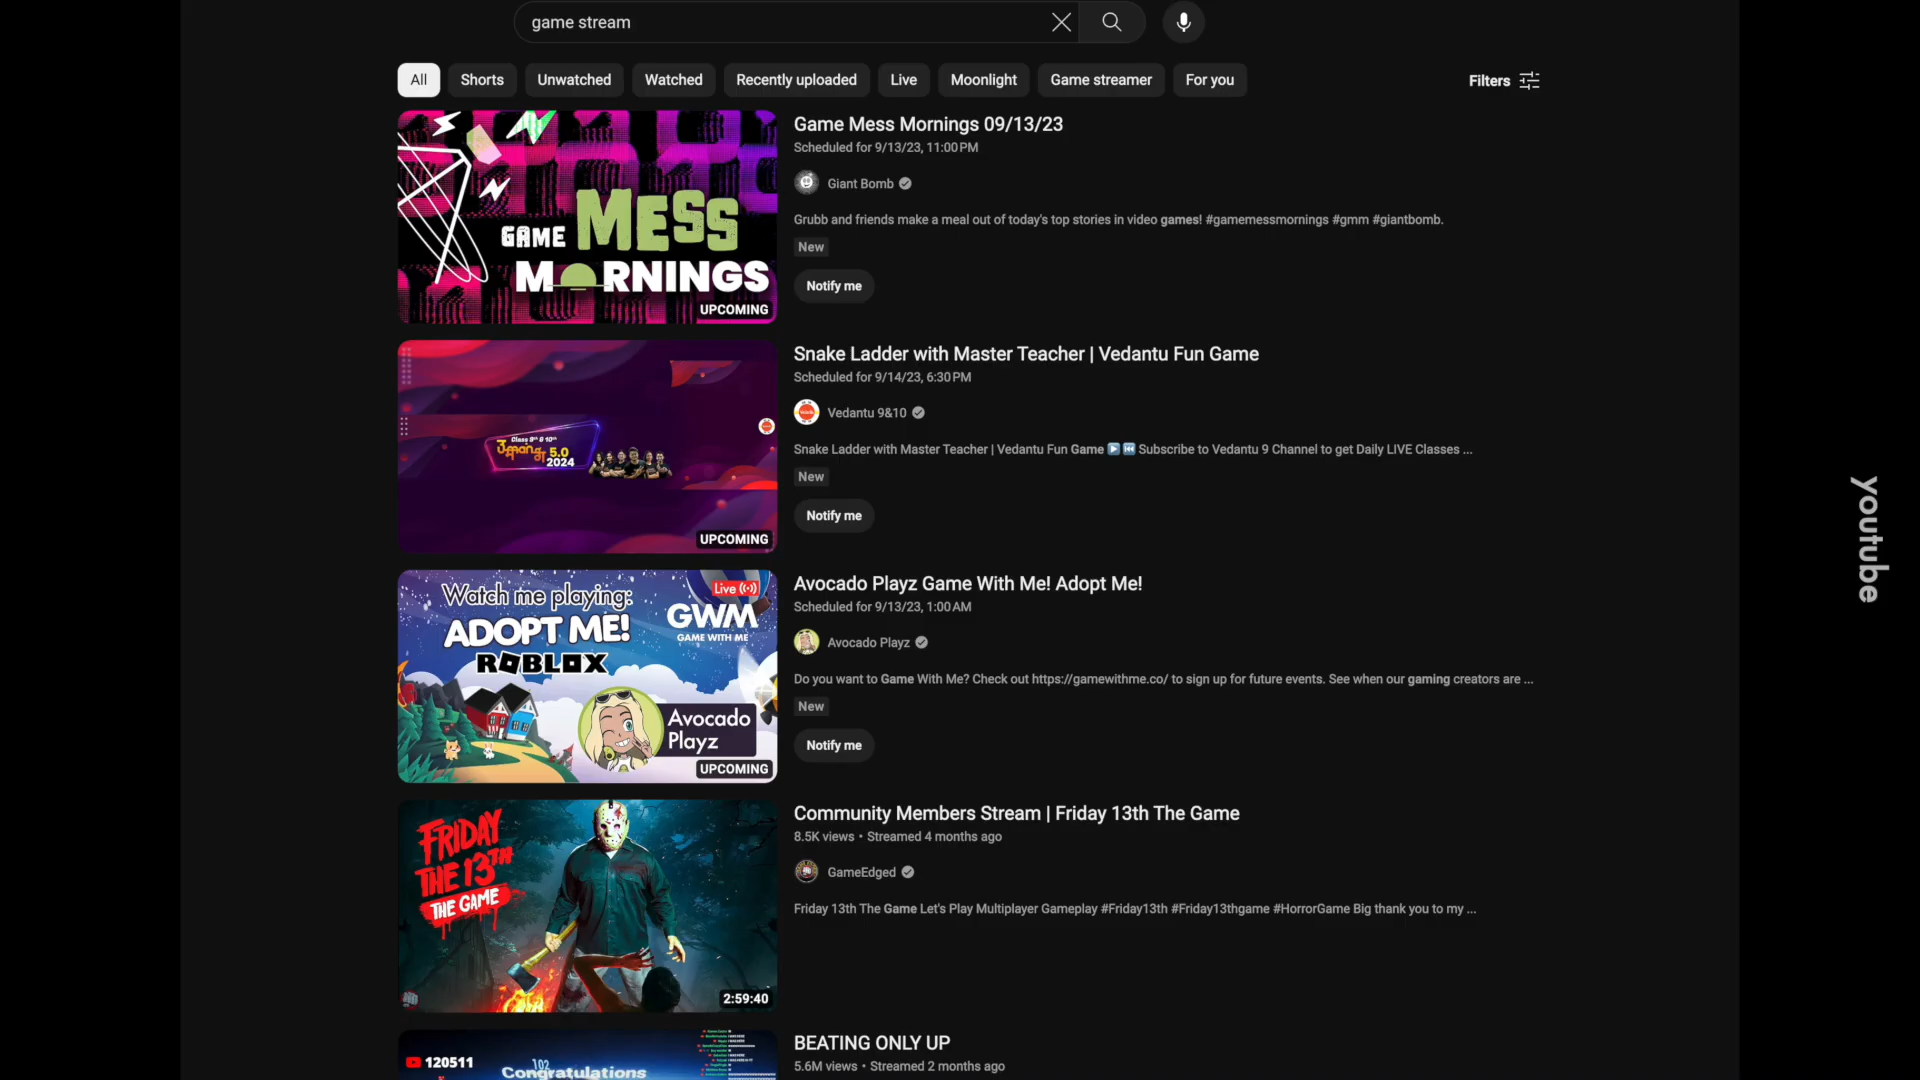 game stream
All Shorts Unwatched Watched Recently uploaded Live Moonlight Game streamer For you Filters
GAME MESS
MORNINGS
UPCOMING
Game Mess Mornings 09/13/23
Scheduled for 9/13/23, 11:00 PM
Giant Bomb
Grubb and friends make a meal out of today's top stories in video games! #gamemessmornings #gmm #giantbomb.
New
Notify me
Class 9th & 10th
उमंग 5.0
2024
UPCOMING
Snake Ladder with Master Teacher | Vedantu Fun Game
Scheduled for 9/14/23, 6:30 PM
Vedantu 9&10
Snake Ladder with Master Teacher | Vedantu Fun Game ▶️ ⏮️ Subscribe to Vedantu 9 Channel to get Daily LIVE Classes ...
New
Notify me
Watch me playing:
ADOPT ME!
ROBLOX
Live
GWM
GAME WITH ME
Avocado
Playz
UPCOMING
Avocado Playz Game With Me! Adopt Me!
Scheduled for 9/13/23, 1:00 AM
Avocado Playz
Do you want to Game With Me? Check out https://gamewithme.co/ to sign up for future events. See when our gaming creators are ...
New
Notify me
FRIDAY
THE 13TH
THE GAME
2:59:40
Community Members Stream | Friday 13th The Game
8.5K views • Streamed 4 months ago
GameEdged
Friday 13th The Game Let's Play Multiplayer Gameplay #Friday13th #Friday13thgame #HorrorGame Big thank you to my ...
120511
102
Congratulations
BEATING ONLY UP
5.6M views • Streamed 2 months ago
youtube